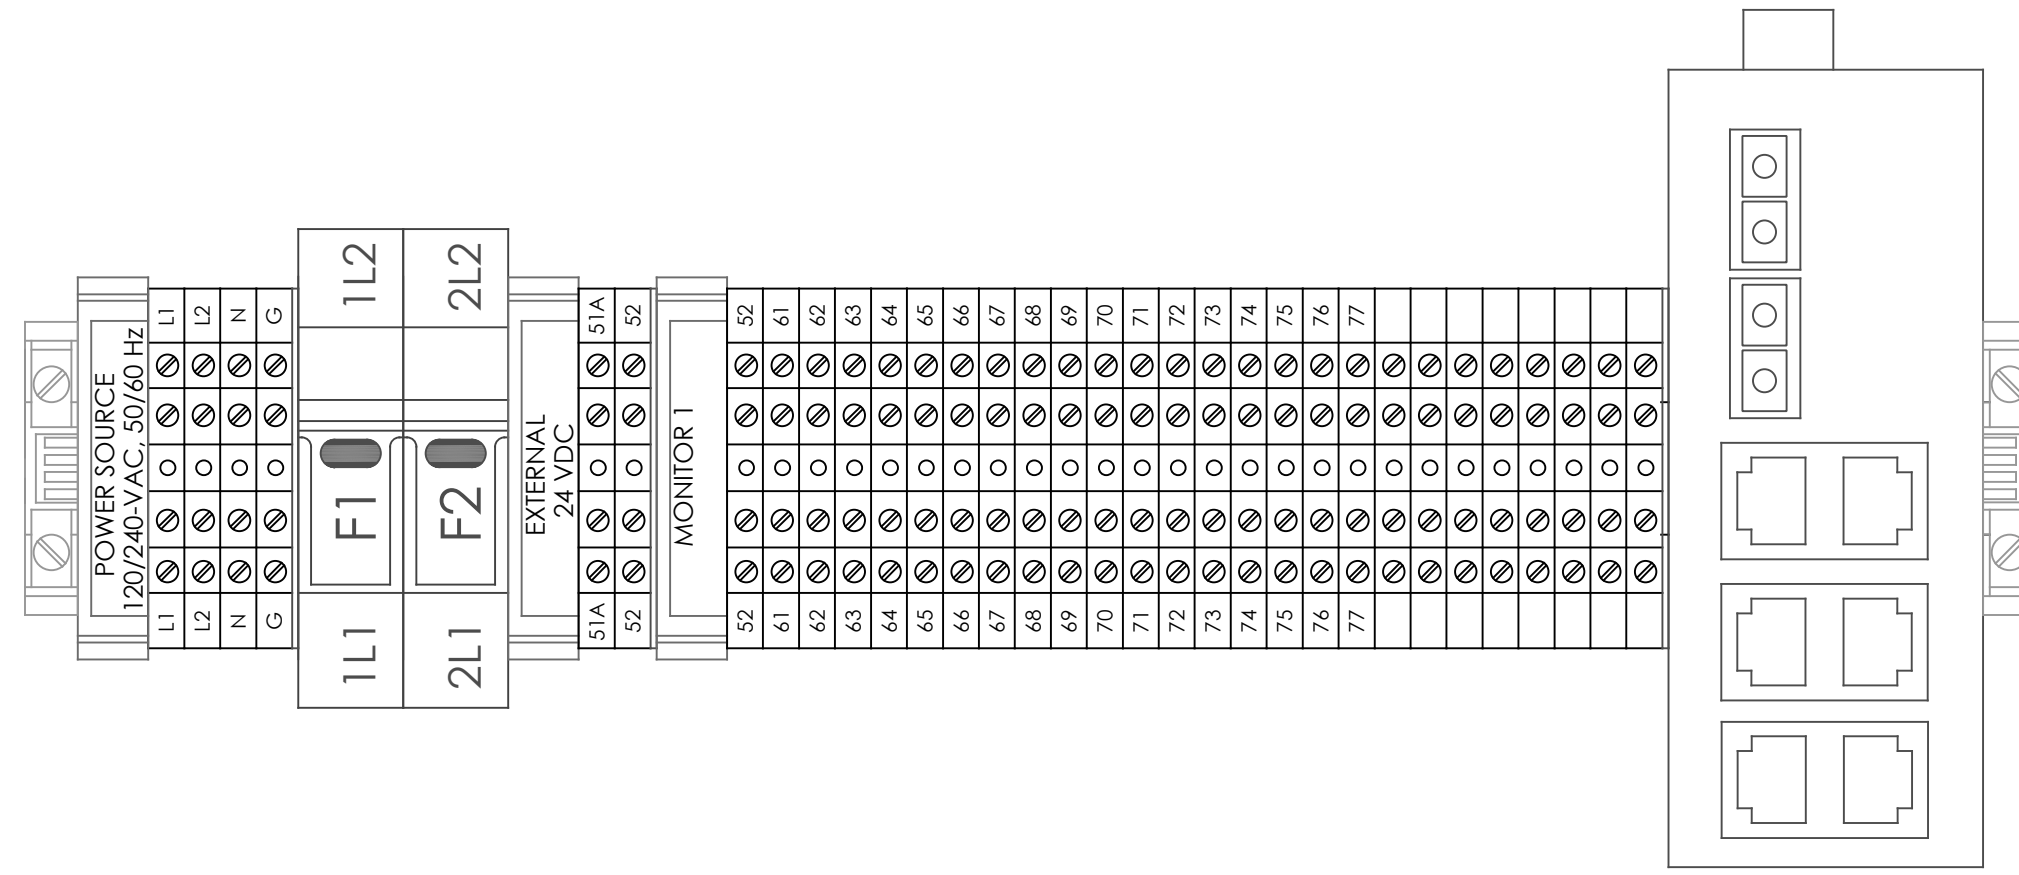 POWER SOURCE
120/240-VAC, 50/60 Hz
L1 L2 N G
L1 L2 N G
1L2 2L2
F1 F2
1L1 2L1
EXTERNAL
24 VDC
51A 52
51A 52
MONITOR 1
52 61 62 63 64 65 66 67 68 69 70 71 72 73 74 75 76 77
52 61 62 63 64 65 66 67 68 69 70 71 72 73 74 75 76 77